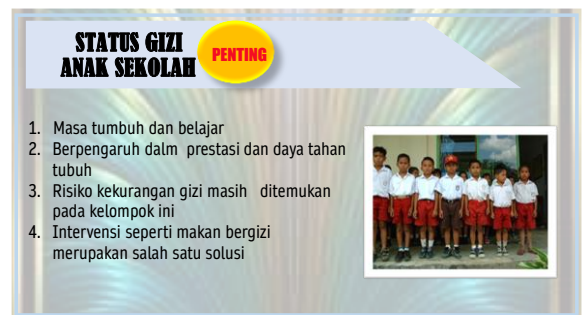 STATUS GIZI
ANAK SEKOLAH
PENTING
1. Masa tumbuh dan belajar
2. Berpengaruh dalm prestasi dan daya tahan
tubuh
3. Risiko kekurangan gizi masih ditemukan
pada kelompok ini
4. Intervensi seperti makan bergizi
merupakan salah satu solusi